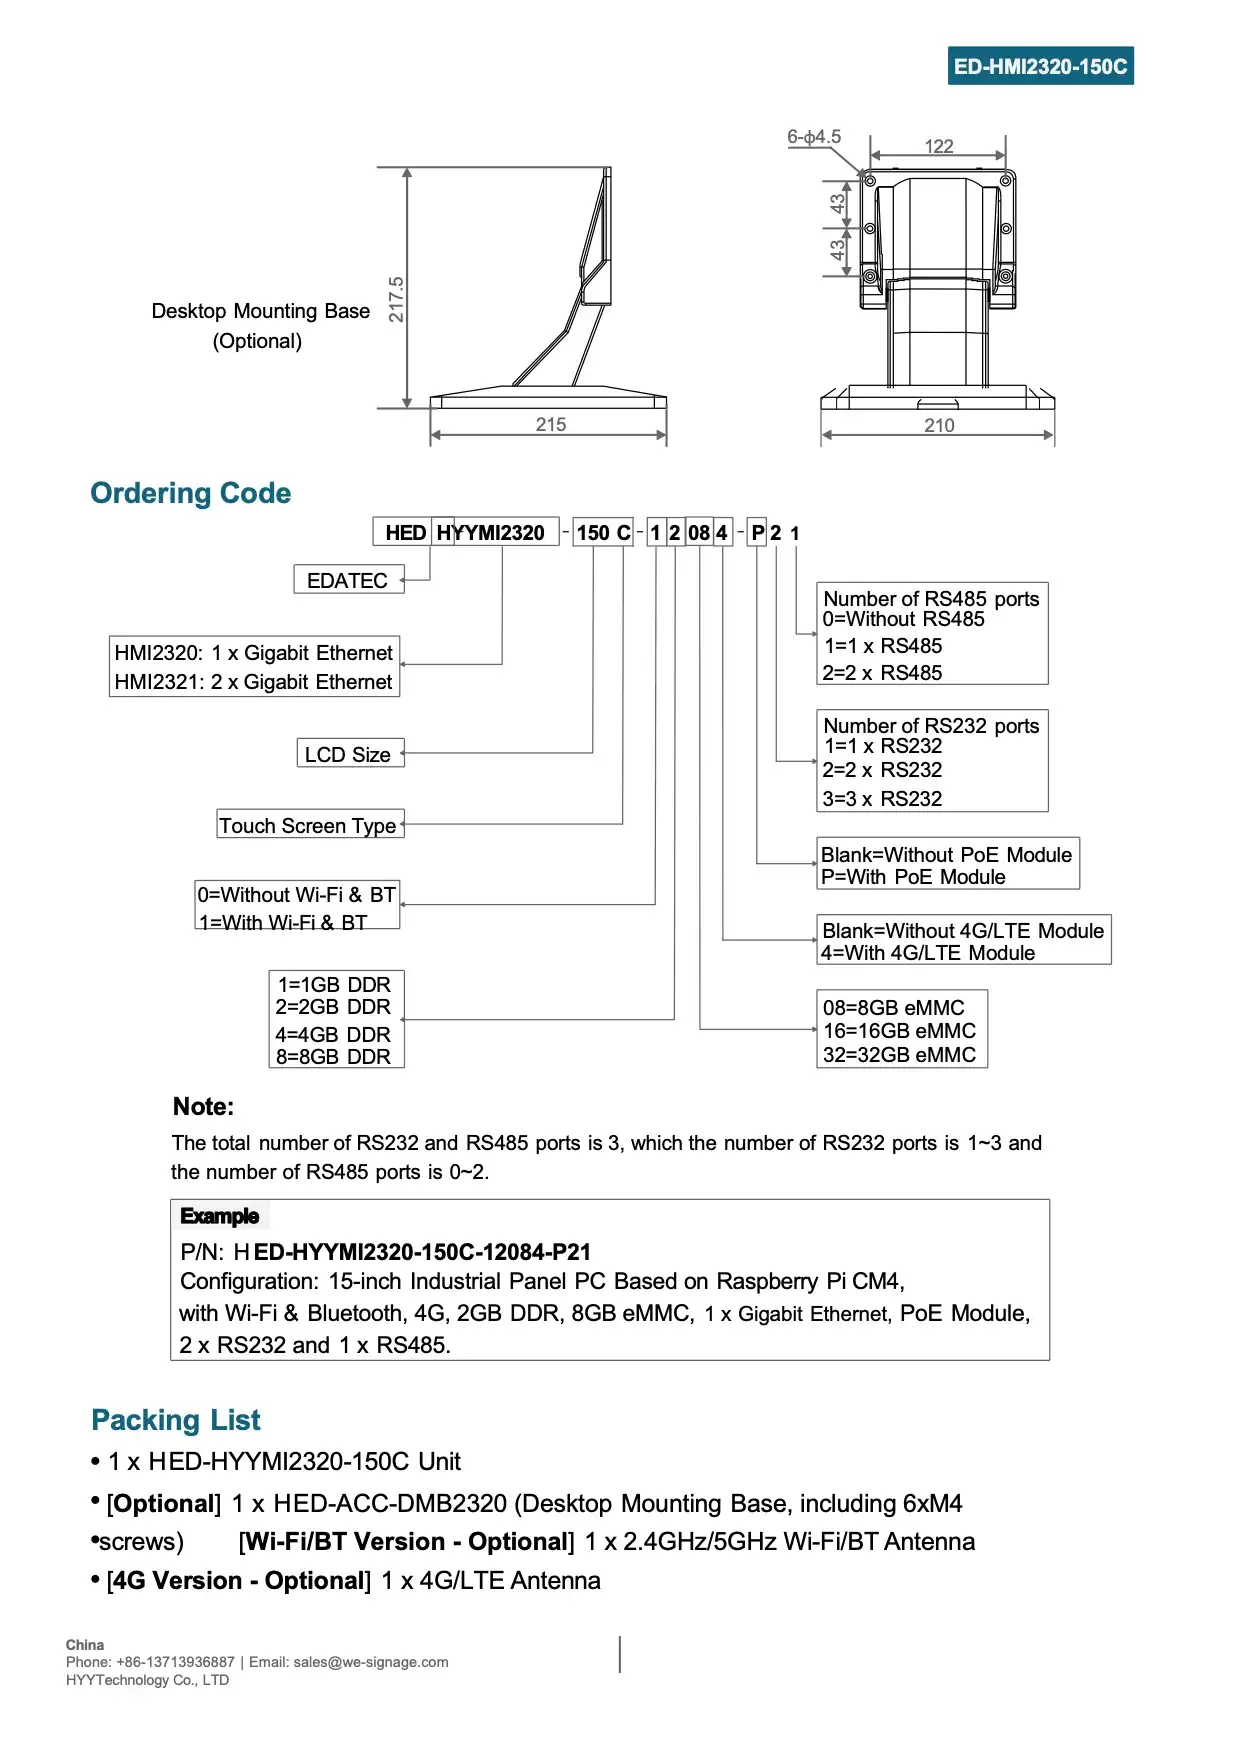 ED-HMI2320-150C
6-ф4.5
122
43
43
217.5
Desktop Mounting Base
(Optional)
215
210
Ordering Code
HED HYYMI2320 - 150 C - 1 2 08 4 - P 2 1
EDATEC
HMI2320: 1 x Gigabit Ethernet
HMI2321: 2 x Gigabit Ethernet
LCD Size
Touch Screen Type
0=Without Wi-Fi & BT
1=With Wi-Fi & BT
1=1GB DDR
2=2GB DDR
4=4GB DDR
8=8GB DDR
Number of RS485 ports
0=Without RS485
1=1 x RS485
2=2 x RS485
Number of RS232 ports
1=1 x RS232
2=2 x RS232
3=3 x RS232
Blank=Without PoE Module
P=With PoE Module
Blank=Without 4G/LTE Module
4=With 4G/LTE Module
08=8GB eMMC
16=16GB eMMC
32=32GB eMMC
Note:
The total number of RS232 and RS485 ports is 3, which the number of RS232 ports is 1~3 and
the number of RS485 ports is 0~2.
Example
P/N: H ED-HYYMI2320-150C-12084-P21
Configuration: 15-inch Industrial Panel PC Based on Raspberry Pi CM4,
with Wi-Fi & Bluetooth, 4G, 2GB DDR, 8GB eMMC, 1 x Gigabit Ethernet, PoE Module,
2 x RS232 and 1 x RS485.
Packing List
• 1 x HED-HYYMI2320-150C Unit
• [Optional] 1 x HED-ACC-DMB2320 (Desktop Mounting Base, including 6xM4
•screws) [Wi-Fi/BT Version - Optional] 1 x 2.4GHz/5GHz Wi-Fi/BT Antenna
• [4G Version - Optional] 1 x 4G/LTE Antenna
China
Phone: +86-13713936887 | Email: sales@we-signage.com
HYYTechnology Co., LTD